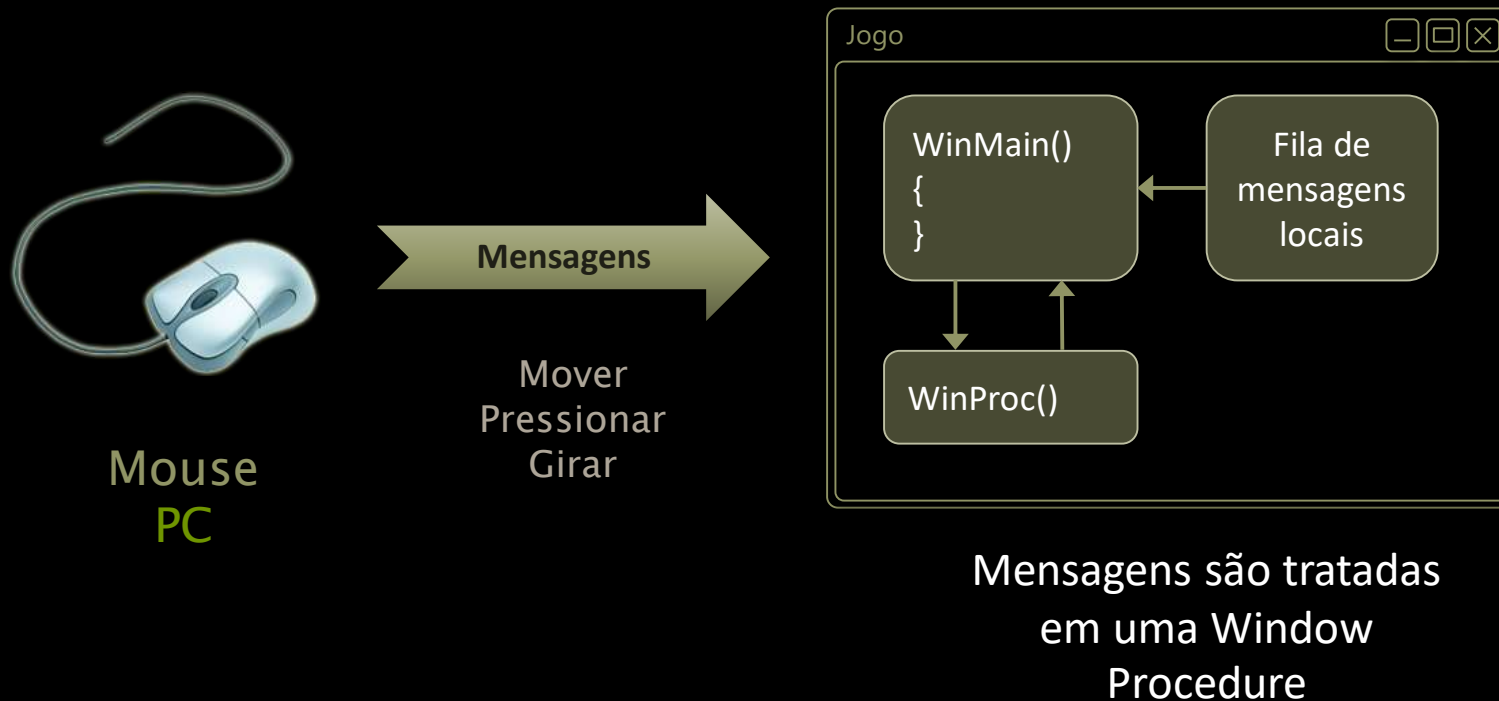 Mouse
PC
Mensagens
Mover
Pressionar
Girar
Jogo
WinMain()
{
}
Fila de
mensagens
locais
WinProc()
Mensagens são tratadas
em uma Window
Procedure